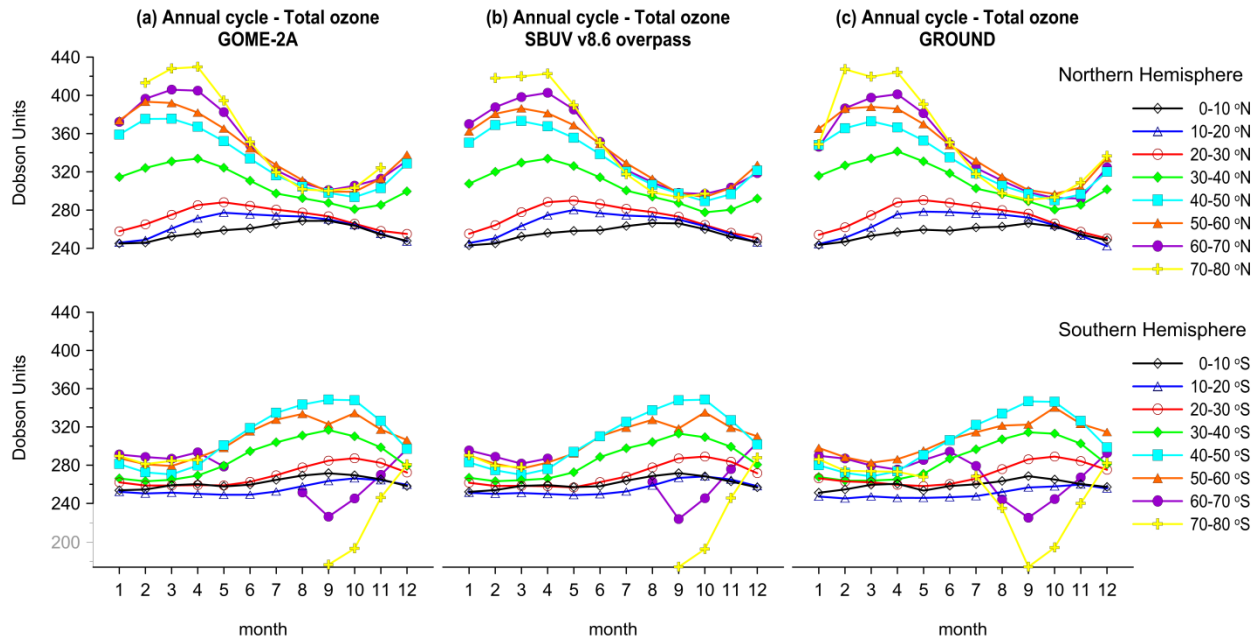 (a) Annual cycle - Total ozone
GOME-2A
(b) Annual cycle - Total ozone
SBUV v8.6 overpass
(c) Annual cycle - Total ozone
GROUND
440
400
360
320
280
240
Dobson Units
Northern Hemisphere
0-10 °N
10-20 °N
20-30 °N
30-40 °N
40-50 °N
50-60 °N
60-70 °N
70-80 °N
440
400
360
320
280
240
200
Dobson Units
Southern Hemisphere
0-10 °S
10-20 °S
20-30 °S
30-40 °S
40-50 °S
50-60 °S
60-70 °S
70-80 °S
1 2 3 4 5 6 7 8 9 10 11 12
1 2 3 4 5 6 7 8 9 10 11 12
1 2 3 4 5 6 7 8 9 10 11 12
month
month
month